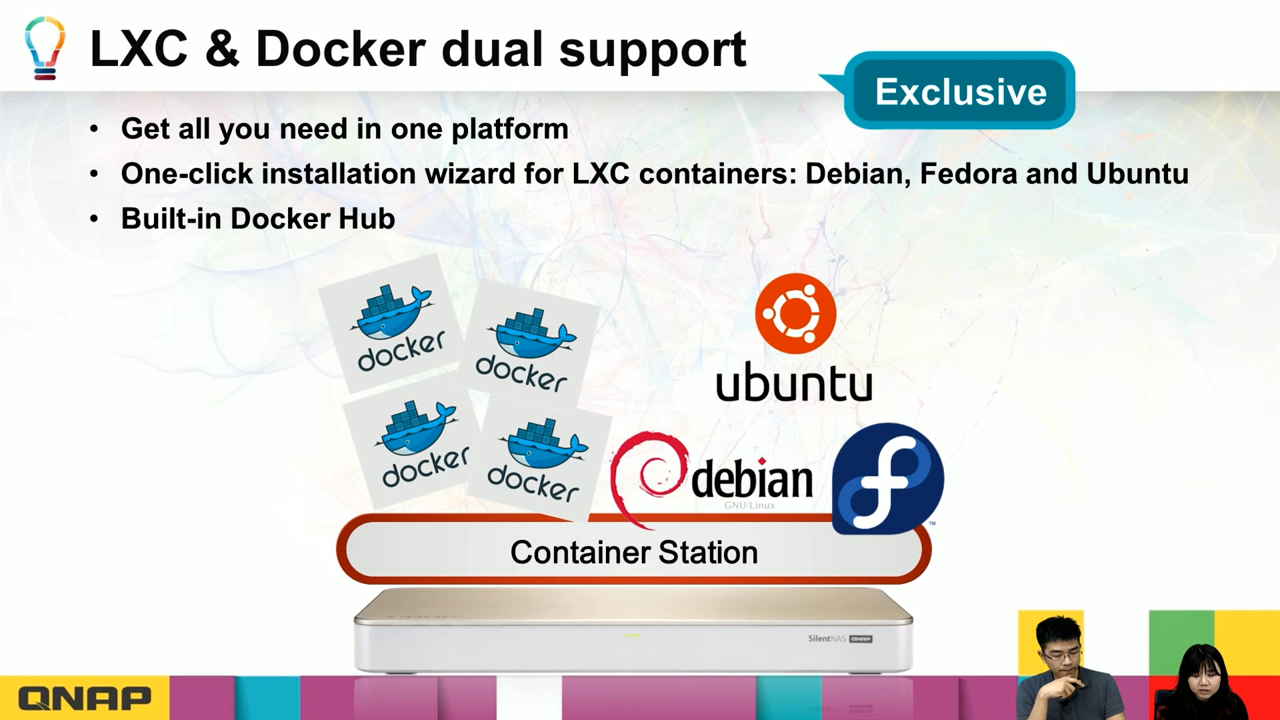 LXC & Docker dual support
Exclusive
• Get all you need in one platform
• One-click installation wizard for LXC containers: Debian, Fedora and Ubuntu
• Built-in Docker Hub
docker
docker
docker
docker
ubuntu
debian
GNU/Linux
™
Container Station
SilentNAS QNAP
QNAP